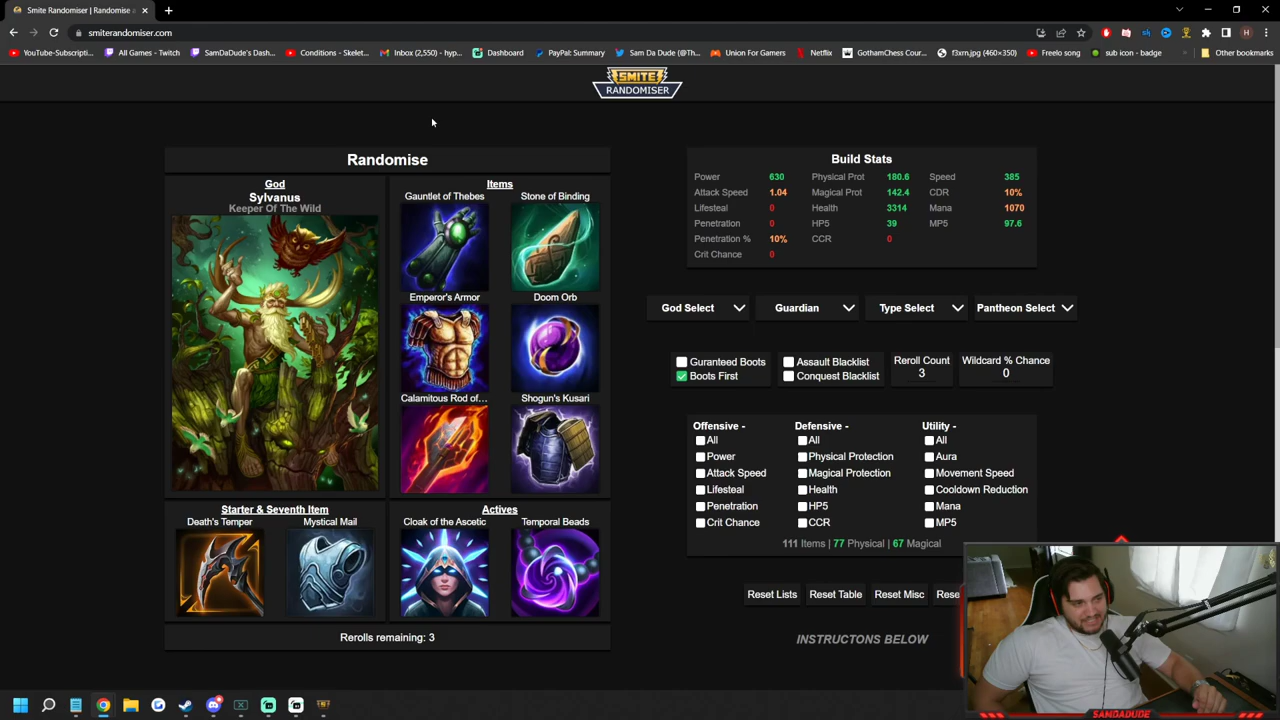 Smite Randomiser | Randomise a
smiterandomiser.com
YouTube-Subscripti...
All Games - Twitch
SamDaDude's Dash...
Conditions - Skelet...
Inbox (2,550) - hyp...
Dashboard
PayPal: Summary
Sam Da Dude (@Th...
Union For Gamers
Netflix
GothamChess Cour...
f3xrn.jpg (460×350)
Freelo song
sub icon - badge
Other bookmarks
SMITE
RANDOMISER
Randomise
God
Sylvanus
Keeper Of The Wild
Items
Gauntlet of Thebes
Stone of Binding
Emperor's Armor
Doom Orb
Calamitous Rod of...
Shogun's Kusari
Starter & Seventh Item
Death's Temper
Mystical Mail
Actives
Cloak of the Ascetic
Temporal Beads
Rerolls remaining: 3
Build Stats
Power 630 Physical Prot 180.6 Speed 385
Attack Speed 1.04 Magical Prot 142.4 CDR 10%
Lifesteal 0 Health 3314 Mana 1070
Penetration 0 HP5 39 MP5 97.6
Penetration % 10% CCR 0
Crit Chance 0
God Select
Guardian
Type Select
Pantheon Select
Guranteed Boots
Boots First
Assault Blacklist
Conquest Blacklist
Reroll Count
3
Wildcard % Chance
0
Offensive - Defensive - Utility -
All All All
Power Physical Protection Aura
Attack Speed Magical Protection Movement Speed
Lifesteal Health Cooldown Reduction
Penetration HP5 Mana
Crit Chance CCR MP5
111 Items | 77 Physical | 67 Magical
Reset Lists
Reset Table
Reset Misc
Rese
INSTRUCTONS BELOW
SAMDADUDE